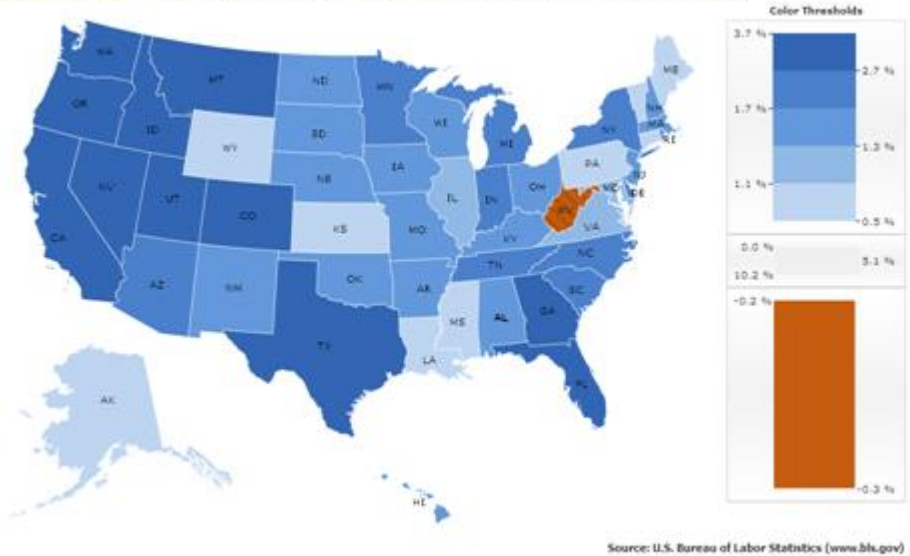 Color Thresholds
3.7 %
2.7 %
1.7 %
1.3 %
1.1 %
0.5 %
0.0 %
5.1 %
10.2 %
-0.2 %
-0.3 %
WA
MT
ND
MN
ME
OR
ID
SD
WI
NH
NY
MA
RI
WY
MI
IA
PA
NJ
NB
NV
UT
CO
IL
IN
OH
MD
DE
WV
VA
CA
KS
MO
KY
NC
TN
AZ
NM
OK
AR
SC
MS
AL
GA
TX
LA
FL
AK
HI
Source: U.S. Bureau of Labor Statistics (www.bls.gov)